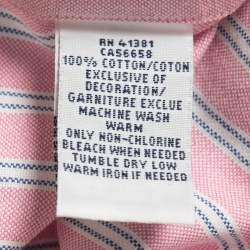 RN 41381
CA56658
100% COTTON/COTON
EXCLUSIVE OF
DECORATION/
GARNITURE EXCLUE
MACHINE WASH
WARM
ONLY NON-CHLORINE
BLEACH WHEN NEEDED
TUMBLE DRY LOW
WARM IRON IF NEEDED